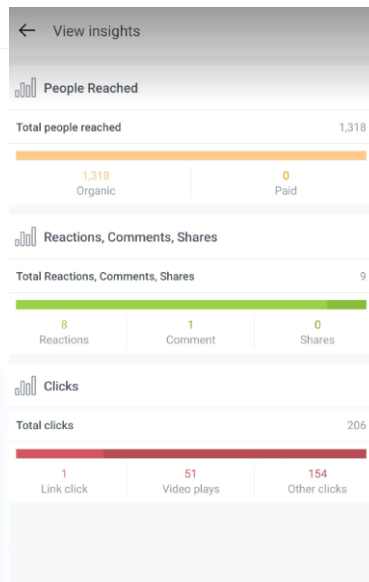 View insights
People Reached
Total people reached 1,318
1,318 0
Organic Paid
Reactions, Comments, Shares
Total Reactions, Comments, Shares 9
8 1 0
Reactions Comment Shares
Clicks
Total clicks 206
1 51 154
Link click Video plays Other clicks